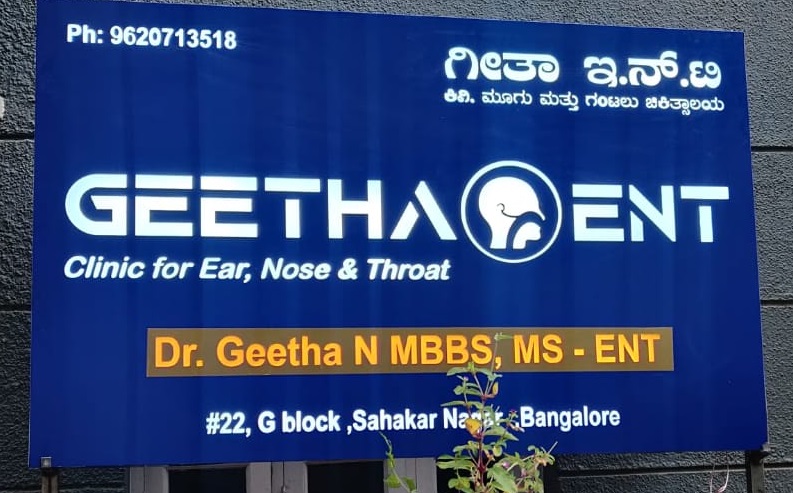 Ph: 9620713518
ಗೀತಾ ಇ.ನ್.ಟಿ
ಕಿವಿ. ಮೂಗು ಮತ್ತು ಗಂಟಲು ಚಿಕಿತ್ಸಾಲಯ
GEETHA ENT
Clinic for Ear, Nose & Throat
Dr. Geetha N MBBS, MS - ENT
#22, G block ,Sahakar Nagar ,Bangalore